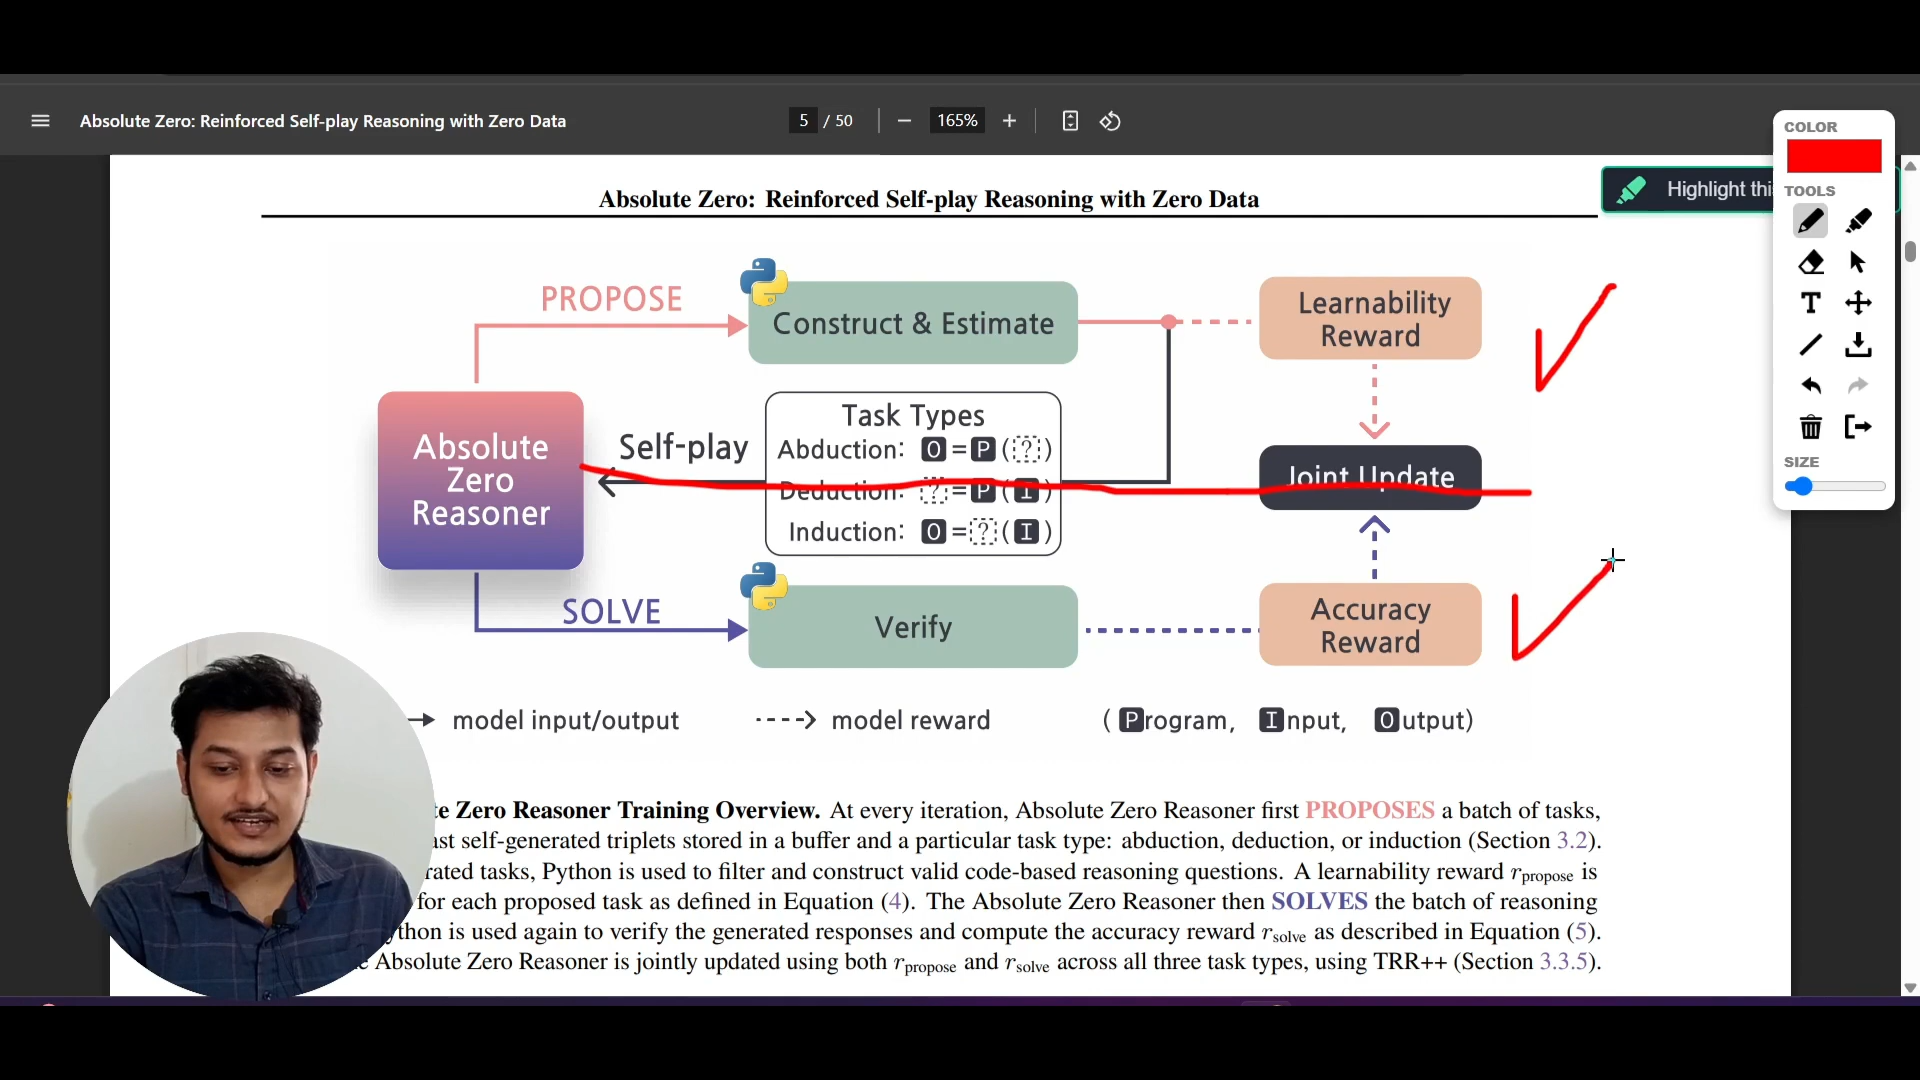 Absolute Zero: Reinforced Self-play Reasoning with Zero Data
5 / 50
165%
COLOR
TOOLS
SIZE
Highlight thi
Absolute Zero: Reinforced Self-play Reasoning with Zero Data
PROPOSE
Construct & Estimate
Learnability
Reward
Absolute
Zero
Reasoner
Self-play
Task Types
Abduction: O = P ( ? )
Deduction: ? = P ( I )
Induction: O = ? ( I )
Joint Update
SOLVE
Verify
Accuracy
Reward
model input/output
model reward
( Program, Input, Output)
te Zero Reasoner Training Overview. At every iteration, Absolute Zero Reasoner first PROPOSES a batch of tasks,
ast self-generated triplets stored in a buffer and a particular task type: abduction, deduction, or induction (Section 3.2).
rated tasks, Python is used to filter and construct valid code-based reasoning questions. A learnability reward rpropose is
for each proposed task as defined in Equation (4). The Absolute Zero Reasoner then SOLVES the batch of reasoning
ython is used again to verify the generated responses and compute the accuracy reward rsolve as described in Equation (5).
e Absolute Zero Reasoner is jointly updated using both rpropose and rsolve across all three task types, using TRR++ (Section 3.3.5).